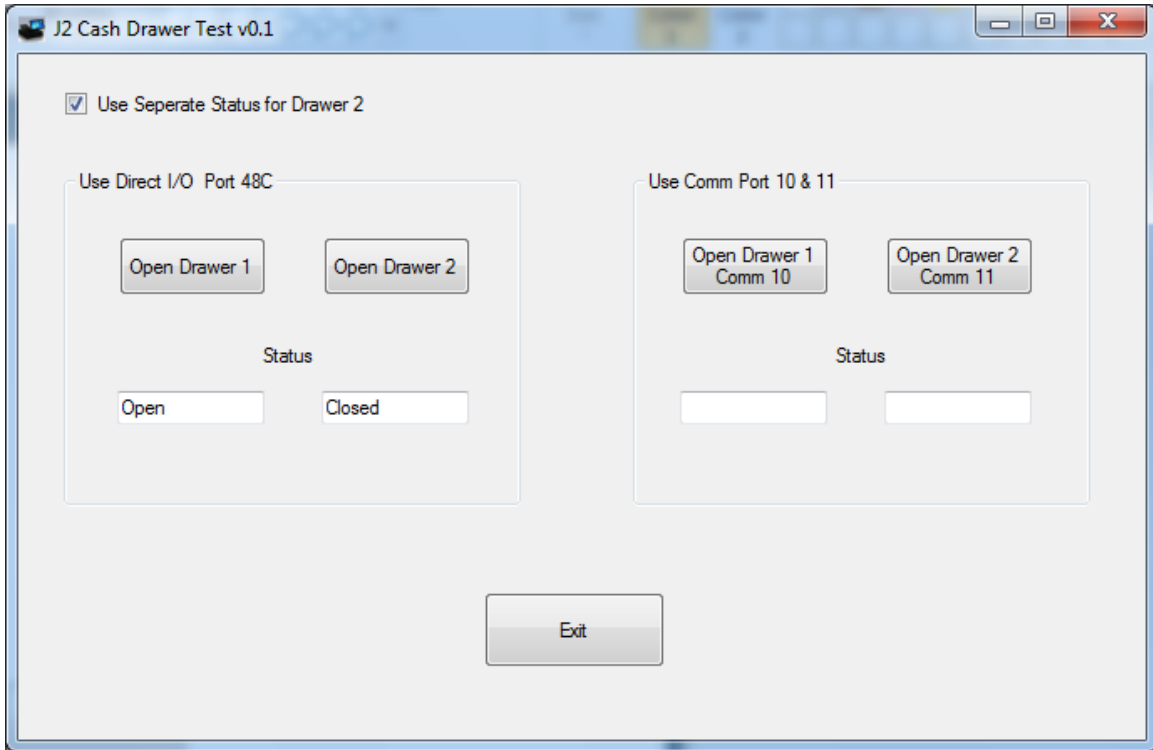 J2 Cash Drawer Test v0.1
Use Seperate Status for Drawer 2
Use Direct I/O  Port 48C
Open Drawer 1
Open Drawer 2
Status
Open
Closed
Use Comm Port 10 & 11
Open Drawer 1
Comm 10
Open Drawer 2
Comm 11
Status
Exit